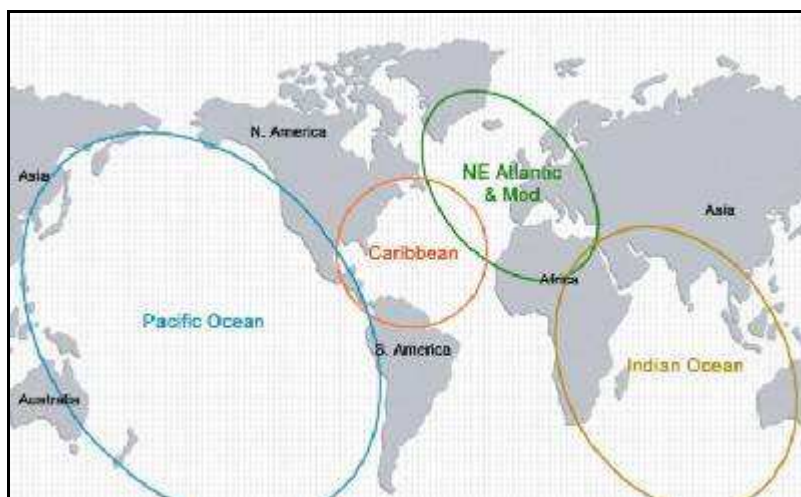 N. America
Asia
NE Atlantic
& Med
Asia
Caribbean
Africa
Pacific Ocean
S. America
Indian Ocean
Australia